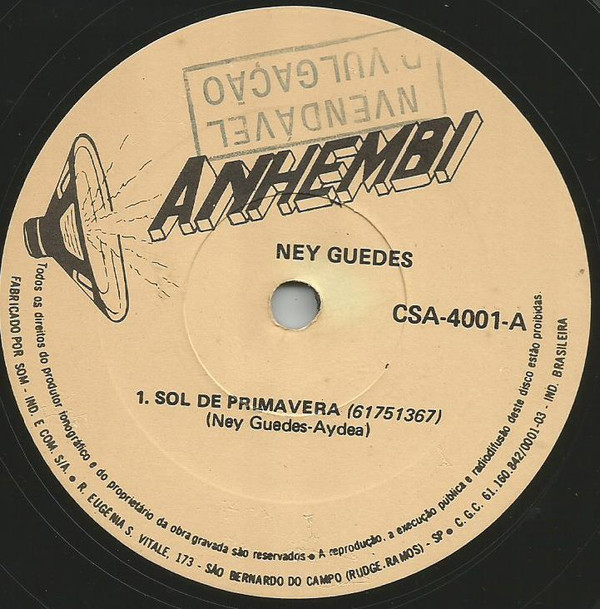 NVENDÁVEL
VULGAÇÃO
ANHEMBI
NEY GUEDES
CSA-4001-A
1. SOL DE PRIMAVERA (61751367)
(Ney Guedes-Aydea)
Todos os direitos do produtor fonográfico e do proprietário da obra gravada são reservados • A reprodução, a execução pública e radiodifusão deste disco estão proibidas.
FABRICADO POR SOM - IND. E COM. S/A. • R. EUGENIA S. VITALE, 173 - SÃO BERNARDO DO CAMPO (RUDGE RAMOS) - SP • C.G.C. 61.160.842/0001-03 - IND. BRASILEIRA